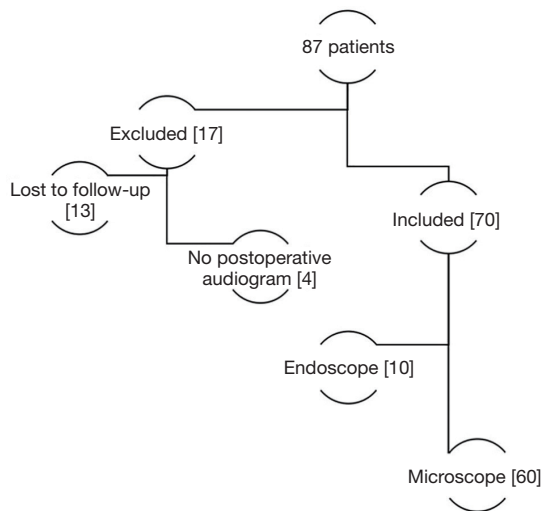 87 patients
Excluded [17]
Lost to follow-up
[13]
Included [70]
No postoperative
audiogram [4]
Endoscope [10]
Microscope [60]